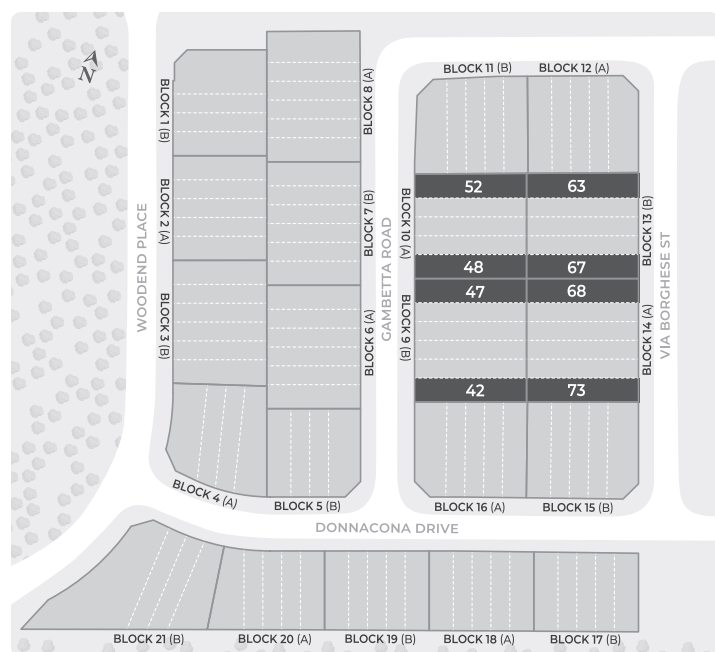 N
BLOCK 11 (B)
BLOCK 12 (A)
BLOCK 1 (B)
BLOCK 8 (A)
52
63
BLOCK 2 (A)
BLOCK 7 (B)
BLOCK 10 (A)
BLOCK 13 (B)
WOODEND PLACE
GAMBETTA ROAD
VIA BORGHESE ST
48
67
47
68
BLOCK 3 (B)
BLOCK 6 (A)
BLOCK 9 (B)
BLOCK 14 (A)
42
73
BLOCK 4 (A)
BLOCK 5 (B)
BLOCK 16 (A)
BLOCK 15 (B)
DONNACONA DRIVE
BLOCK 21 (B)
BLOCK 20 (A)
BLOCK 19 (B)
BLOCK 18 (A)
BLOCK 17 (B)